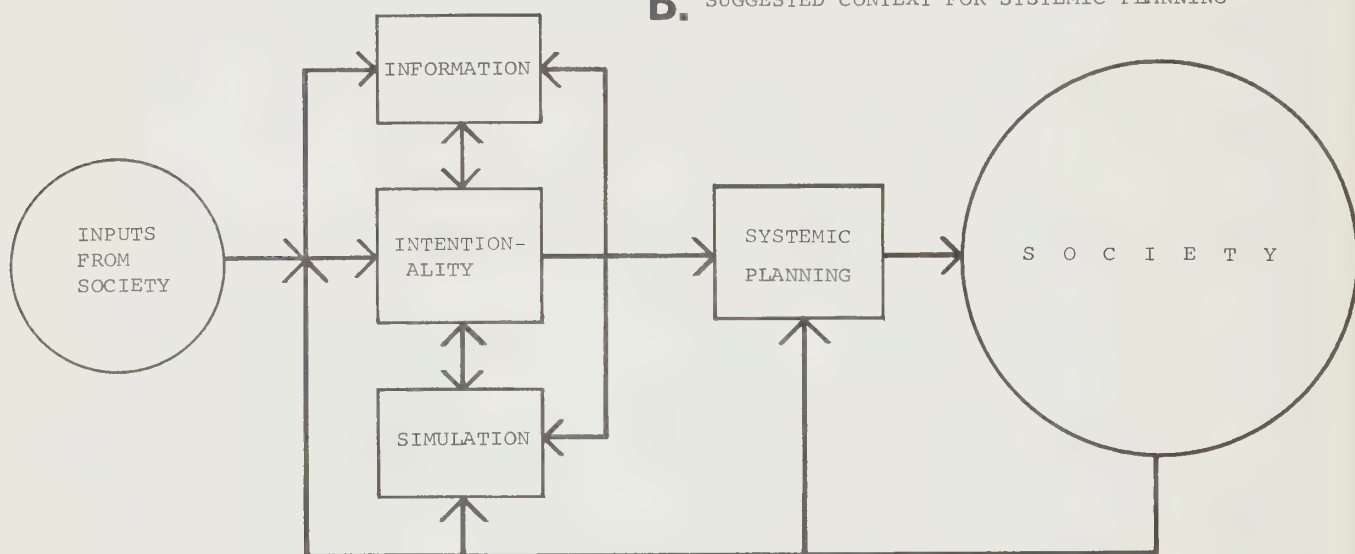 B. SUGGESTED CONTEXT FOR SYSTEMIC PLANNING
INFORMATION
INPUTS
FROM
SOCIETY
INTENTION-
ALITY
SYSTEMIC
PLANNING
S O C I E T Y
SIMULATION